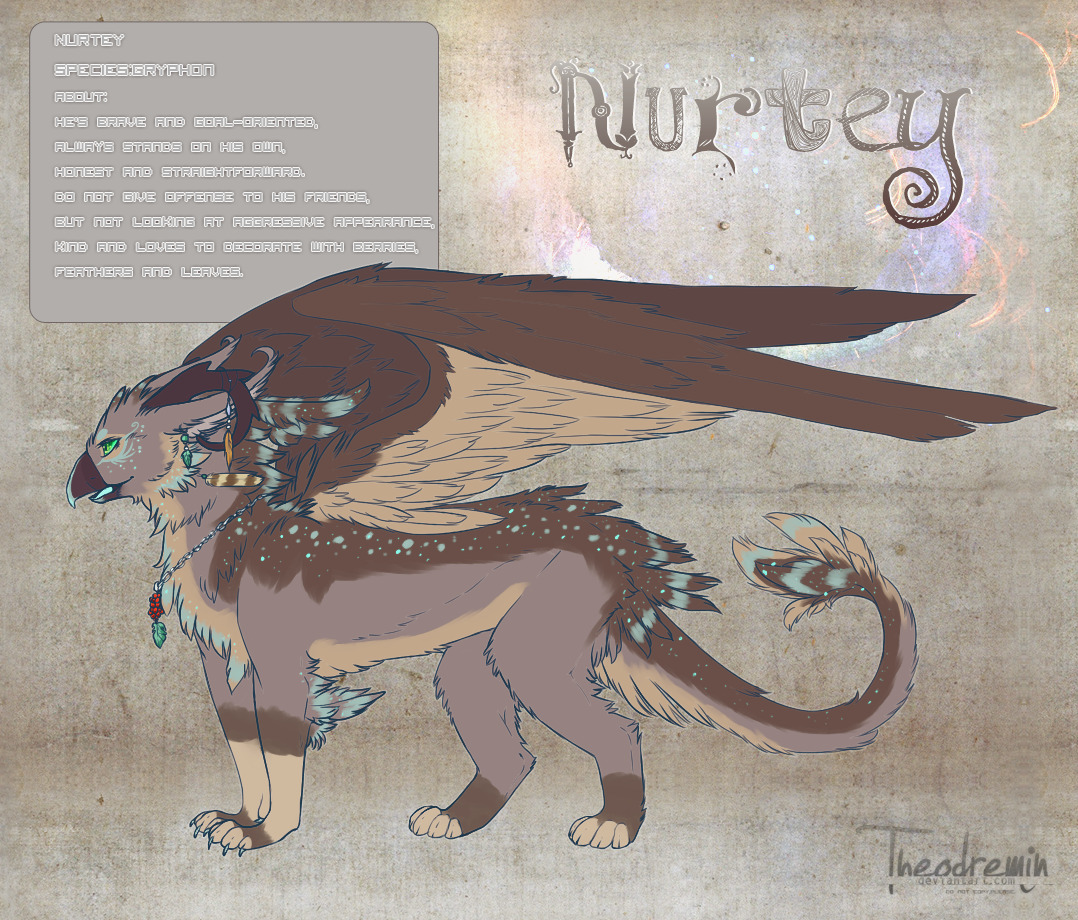 NURTEY
SPECIES:GRYPHON
ABOUT:
HE'S BRAVE AND GOAL-ORIENTED,
ALWAYS STANDS ON HIS OWN,
HONEST AND STRAIGHTFORWARD.
DO NOT GIVE OFFENSE TO HIS FRIENDS,
BUT NOT LOOKING AT AGGRESSIVE APPEARANCE,
KIND AND LOVES TO DECORATE WITH BERRIES,
FEATHERS AND LEAVES.
Nurtey
Theodremin
deviantart.com